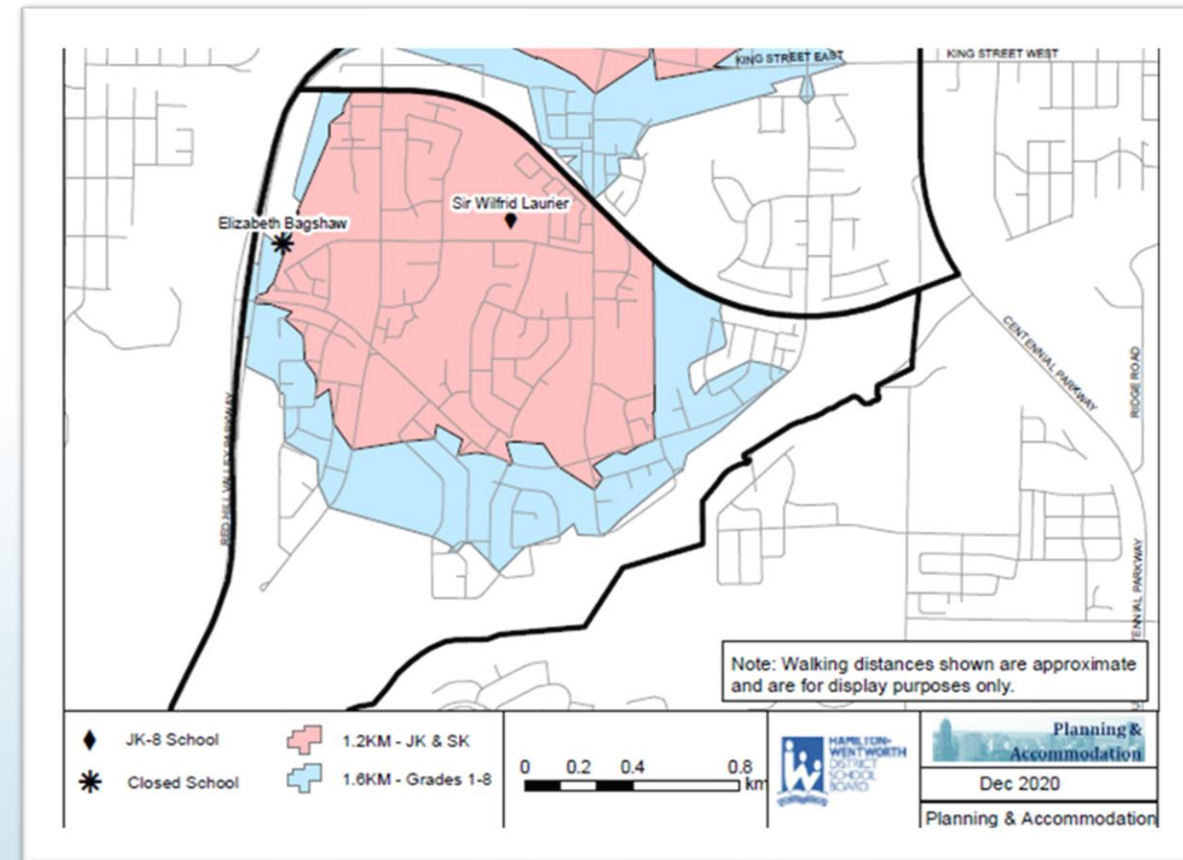 KING STREET EAST
KING STREET WEST
Sir Wilfrid Laurier
Elizabeth Bagshaw
CENTENNIAL PARKWAY
RIDGE ROAD
RED HILL VALLEY PARKWAY
TENNIAL PARKWAY
Note: Walking distances shown are approximate
and are for display purposes only.
JK-8 School
Closed School
1.2KM - JK & SK
1.6KM - Grades 1-8
0 0.2 0.4 0.8
km
HAMILTON-
WENTWORTH
DISTRICT
SCHOOL
BOARD
Planning &
Accommodation
Dec 2020
Planning & Accommodation